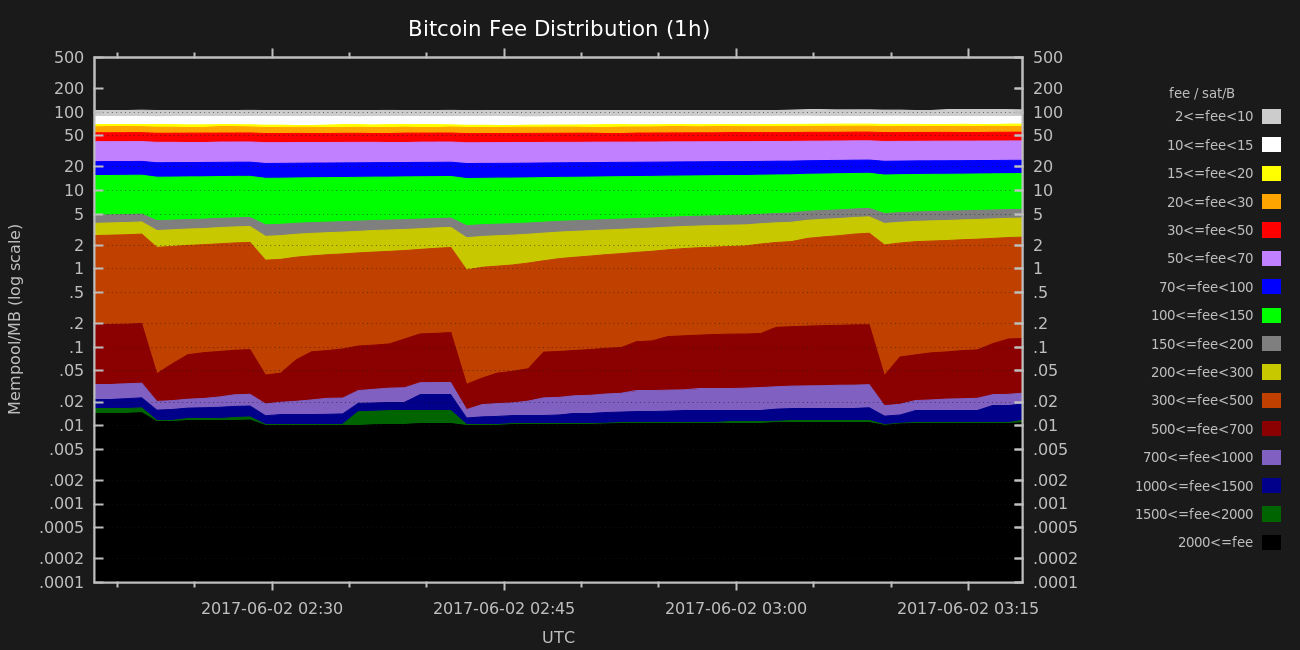 Bitcoin Fee Distribution (1h)
Mempool/MB (log scale)
500
200
100
50
20
10
5
2
1
.5
.2
.1
.05
.02
.01
.005
.002
.001
.0005
.0002
.0001
500
200
100
50
20
10
5
2
1
.5
.2
.1
.05
.02
.01
.005
.002
.001
.0005
.0002
.0001
2017-06-02 02:30 2017-06-02 02:45 2017-06-02 03:00 2017-06-02 03:15
UTC
fee / sat/B
2<=fee<10
10<=fee<15
15<=fee<20
20<=fee<30
30<=fee<50
50<=fee<70
70<=fee<100
100<=fee<150
150<=fee<200
200<=fee<300
300<=fee<500
500<=fee<700
700<=fee<1000
1000<=fee<1500
1500<=fee<2000
2000<=fee